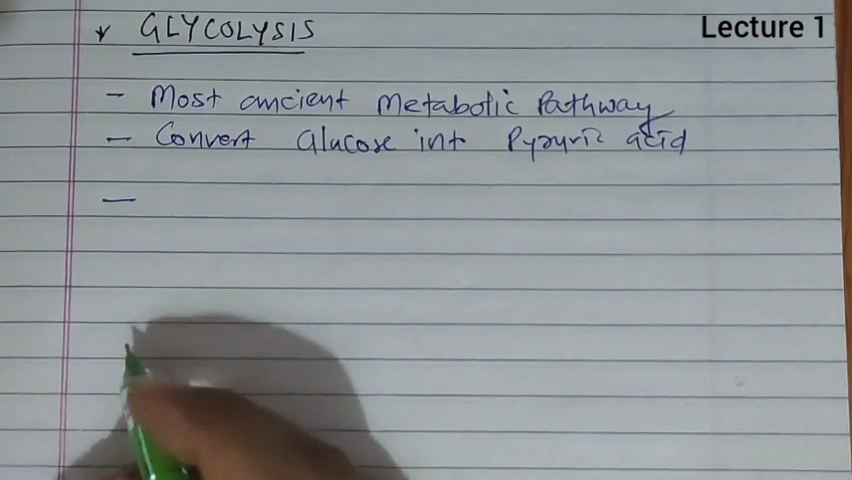 * GLYCOLYSIS
Lecture 1
- Most ancient Metabolic Pathway
- Convert Glucose int Pyruvic acid
-